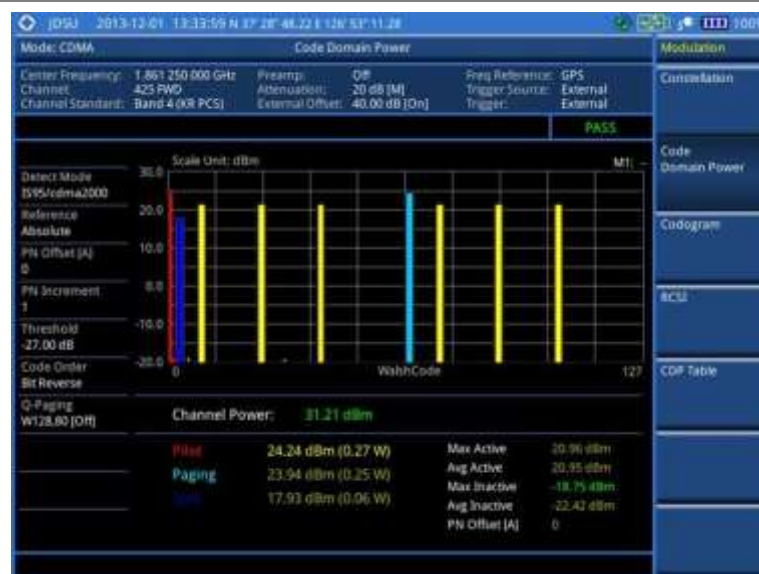 JDSU 2013-12-01 13:33:59 N 37° 28' 48.22 E 126° 53' 11.28 100%
Mode: CDMA Code Domain Power Modulation
Center Frequency: 1.861 250 000 GHz Preamp: Off Freq Reference: GPS
Channel: 425 FWD Attenuation: 20 dB [M] Trigger Source: External
Channel Standard: Band 4 (KR PCS) External Offset: 40.00 dB [On] Trigger: External
PASS
Scale Unit: dBm M1: --
Detect Mode
IS95/cdma2000
Reference
Absolute
PN Offset [A]
0
PN Increment
1
Threshold
-27.00 dB
Code Order
Bit Reverse
Q-Paging
W128,80 [Off]
30.0
20.0
10.0
0.0
-10.0
-20.0
0 WalshCode 127
Channel Power: 31.21 dBm
Pilot 24.24 dBm (0.27 W)
Paging 23.94 dBm (0.25 W)
Sync 17.93 dBm (0.06 W)
Max Active 20.96 dBm
Avg Active 20.95 dBm
Max Inactive -18.75 dBm
Avg Inactive -22.42 dBm
PN Offset [A] 0
Constellation
Code
Domain Power
Codogram
RCSI
CDP Table